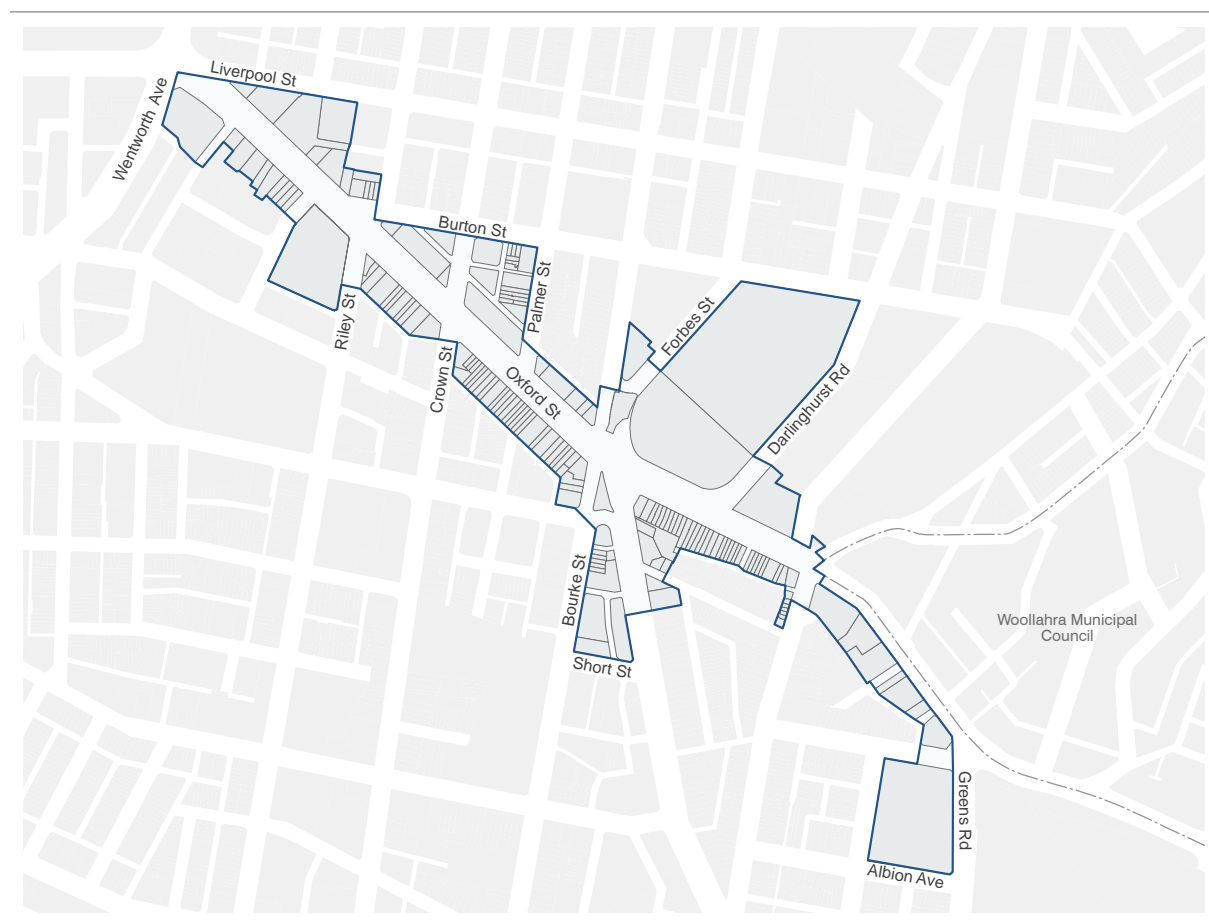 Liverpool St
Wentworth Ave
Burton St
Palmer St
Riley St
Crown St
Oxford St
Forbes St
Darlinghurst Rd
Bourke St
Short St
Woollahra Municipal
Council
Greens Rd
Albion Ave